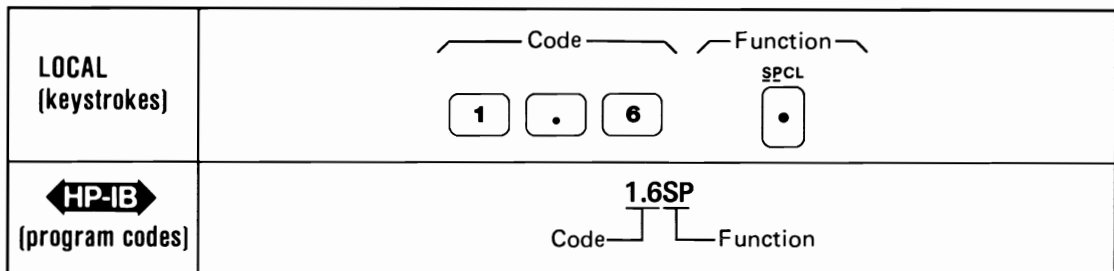 LOCAL
(keystrokes)
Code Function
SPCL
1 . 6 •
HP-IB
(program codes)
1.6SP
Code Function